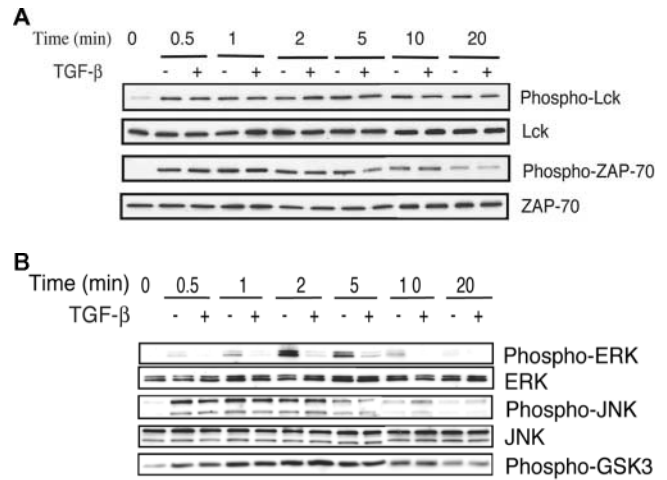 A
Time (min) 0 0.5 1 2 5 10 20
TGF-β - + - + - + - + - + - +
Phospho-Lck
Lck
Phospho-ZAP-70
ZAP-70
B
Time (min) 0 0.5 1 2 5 10 20
TGF-β - + - + - + - + - + - +
Phospho-ERK
ERK
Phospho-JNK
JNK
Phospho-GSK3